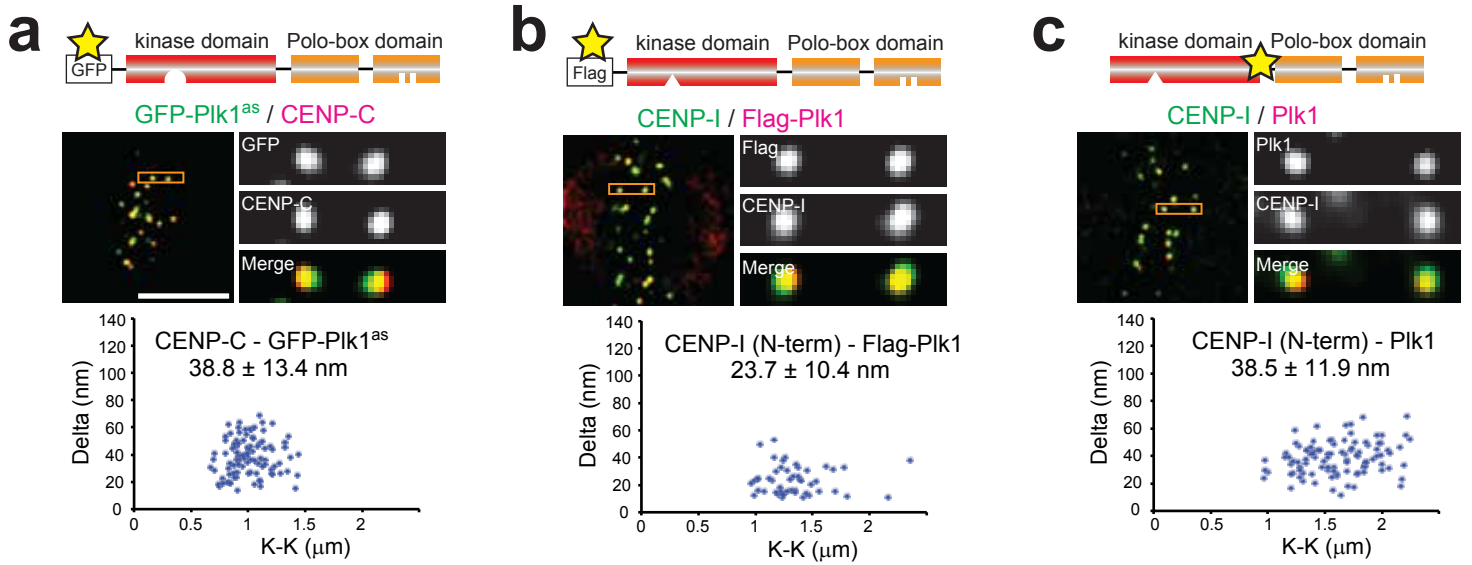 a
GFP
kinase domain
Polo-box domain
GFP-Plk1as / CENP-C
GFP
CENP-C
Merge
CENP-C - GFP-Plk1as
38.8 ± 13.4 nm
Delta (nm)
140
120
100
80
60
40
20
0
0 0.5 1 1.5 2
K-K (μm)
b
Flag
kinase domain
Polo-box domain
CENP-I / Flag-Plk1
Flag
CENP-I
Merge
CENP-I (N-term) - Flag-Plk1
23.7 ± 10.4 nm
Delta (nm)
140
120
100
80
60
40
20
0
0 0.5 1 1.5 2
K-K (μm)
c
kinase domain
Polo-box domain
CENP-I / Plk1
Plk1
CENP-I
Merge
CENP-I (N-term) - Plk1
38.5 ± 11.9 nm
Delta (nm)
140
120
100
80
60
40
20
0
0 0.5 1 1.5 2
K-K (μm)